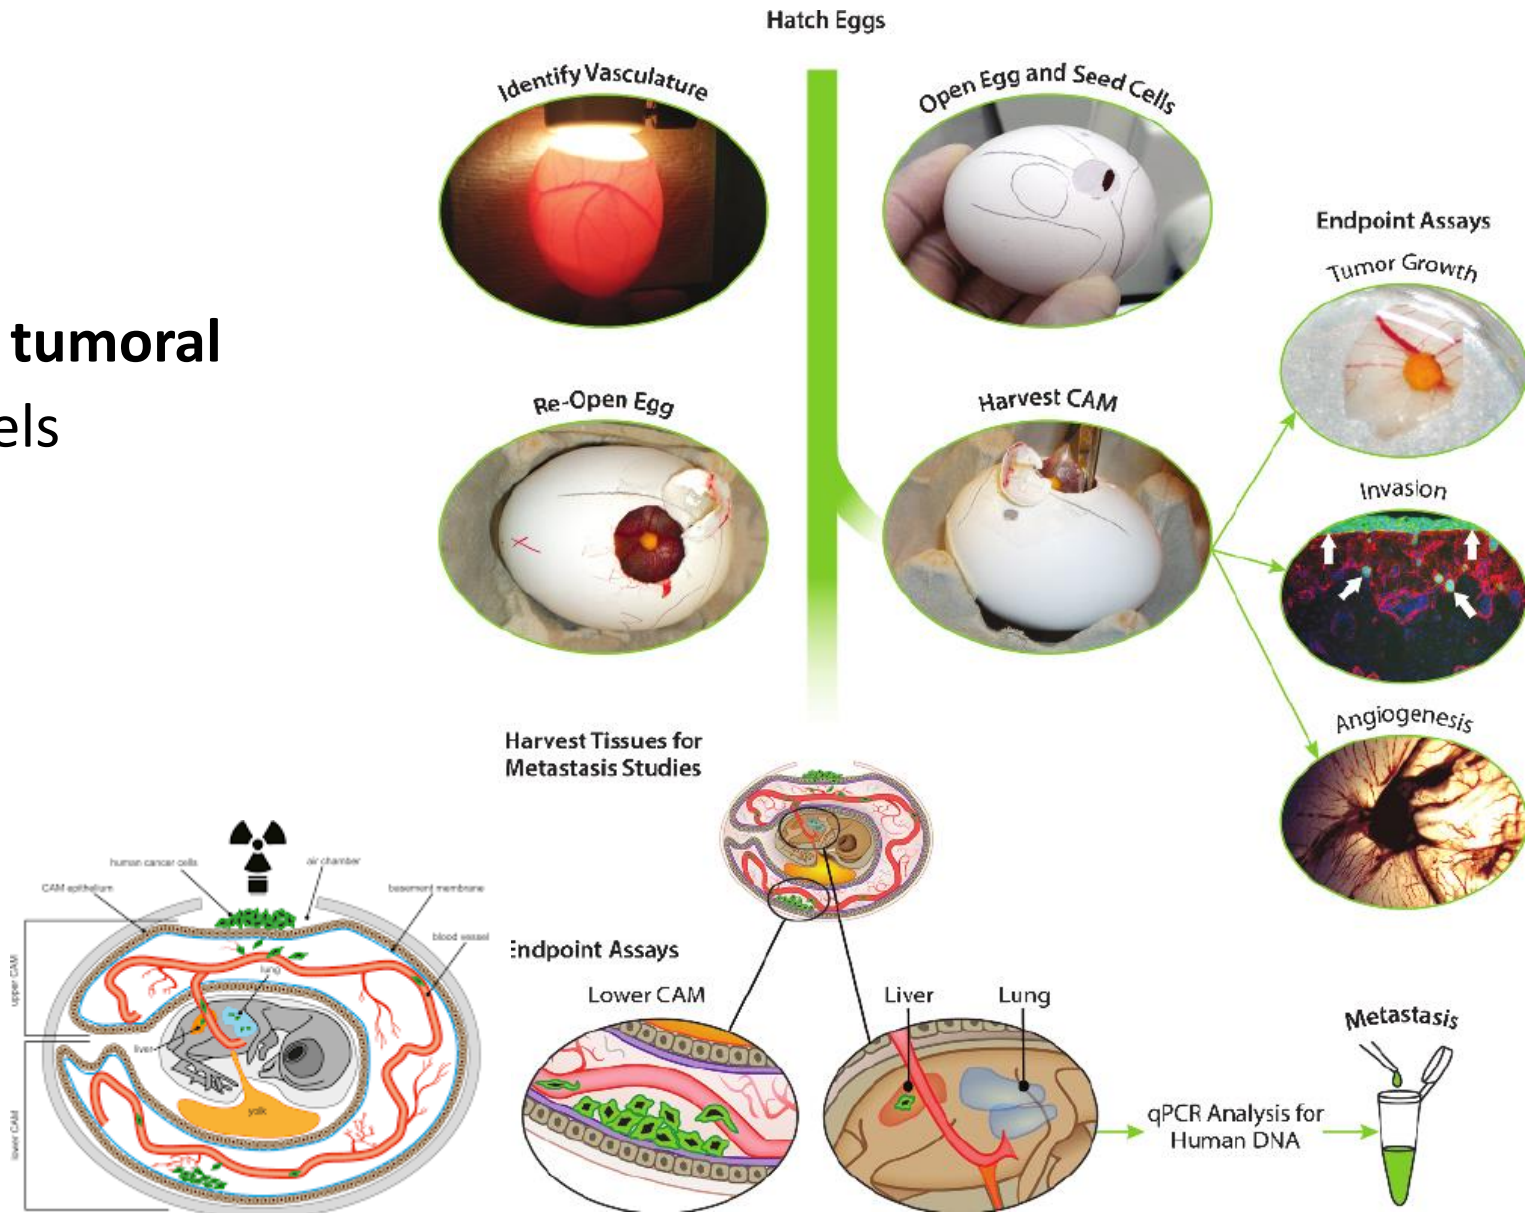 Hatch Eggs
Identify Vasculature
Open Egg and Seed Cells
Endpoint Assays
Tumor Growth
tumoral
els
Re-Open Egg
Harvest CAM
Invasion
Angiogenesis
Harvest Tissues for
Metastasis Studies
human cancer cells
air chamber
CAM epithelium
basement membrane
blood vessel
lung
upper CAM
liver
yolk
lower CAM
Endpoint Assays
Lower CAM
Liver
Lung
Metastasis
qPCR Analysis for
Human DNA